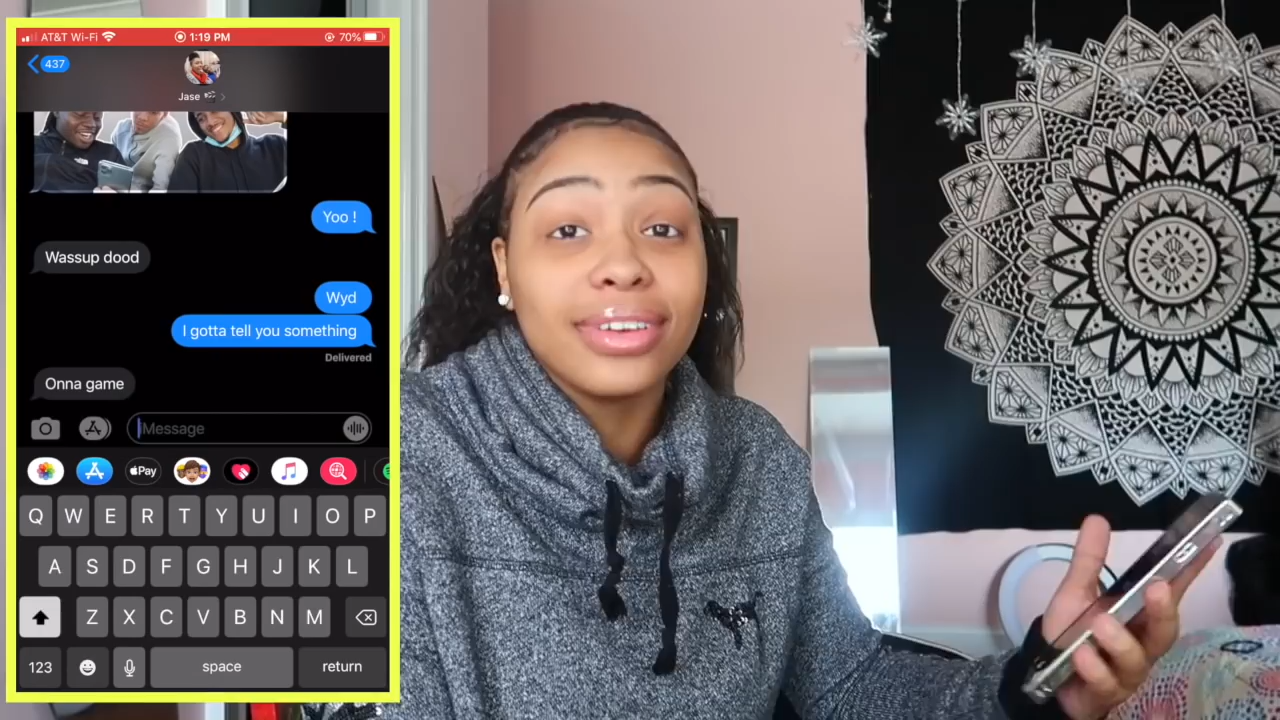 AT&T Wi-Fi 1:19 PM 70%
437
Jase
Yoo !
Wassup dood
Wyd
I gotta tell you something
Delivered
Onna game
iMessage
Pay
Q W E R T Y U I O P
A S D F G H J K L
Z X C V B N M
123 space return